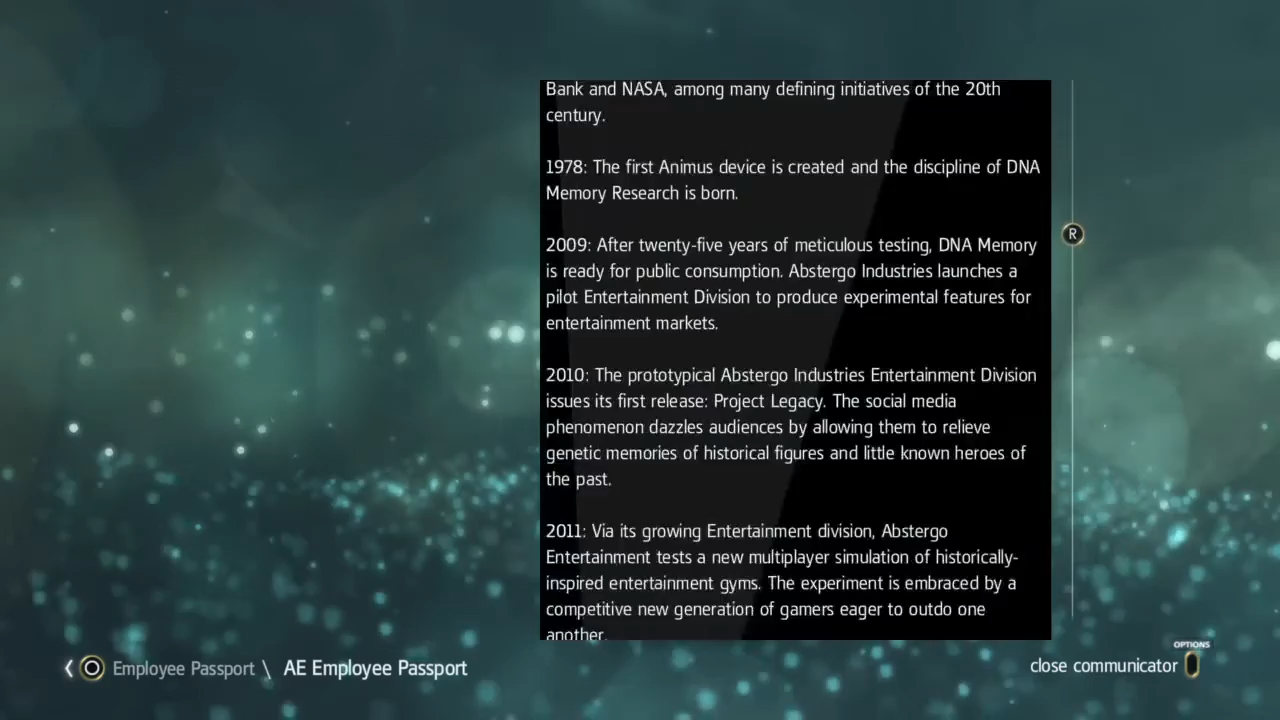 Bank and NASA, among many defining initiatives of the 20th
century.
1978: The first Animus device is created and the discipline of DNA
Memory Research is born.
2009: After twenty-five years of meticulous testing, DNA Memory
is ready for public consumption. Abstergo Industries launches a
pilot Entertainment Division to produce experimental features for
entertainment markets.
2010: The prototypical Abstergo Industries Entertainment Division
issues its first release: Project Legacy. The social media
phenomenon dazzles audiences by allowing them to relieve
genetic memories of historical figures and little known heroes of
the past.
2011: Via its growing Entertainment division, Abstergo
Entertainment tests a new multiplayer simulation of historically-
inspired entertainment gyms. The experiment is embraced by a
competitive new generation of gamers eager to outdo one
another.
R
Employee Passport \ AE Employee Passport
OPTIONS
close communicator